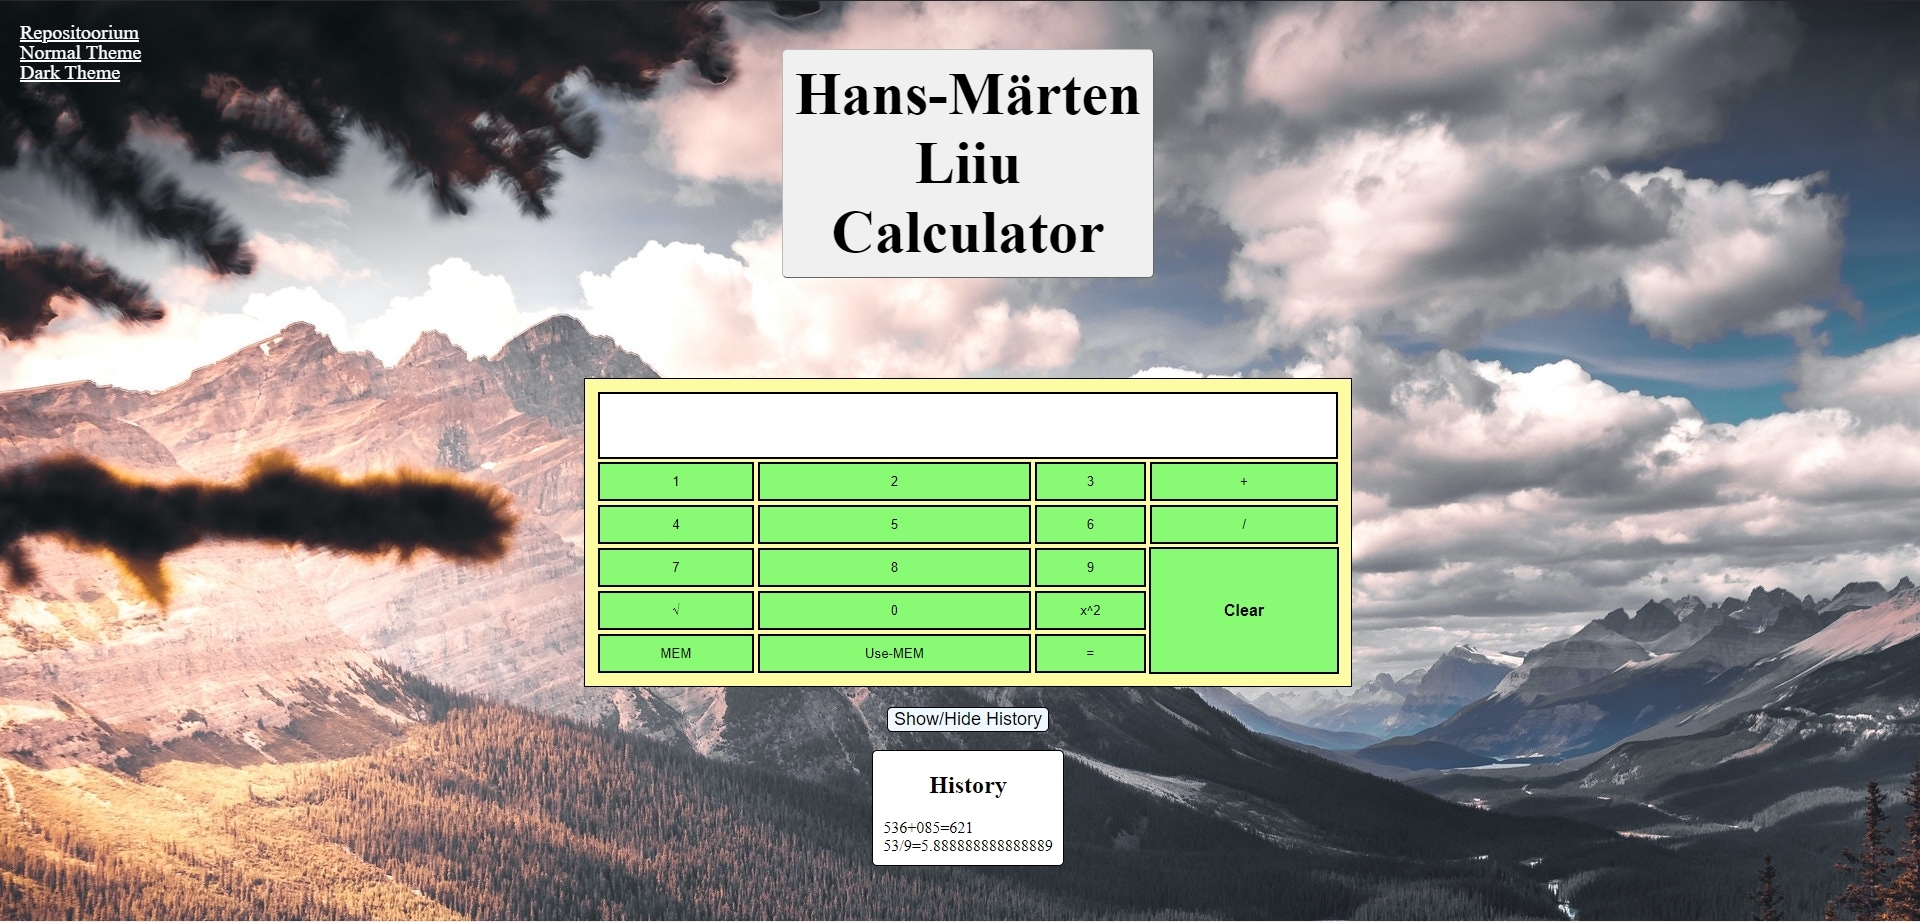 Repositoorium
Normal Theme
Dark Theme
Hans-Märten
Liiu
Calculator
1 2 3 +
4 5 6 /
7 8 9
√ 0 x^2 Clear
MEM Use-MEM =
Show/Hide History
History
536+085=621
53/9=5.888888888888889